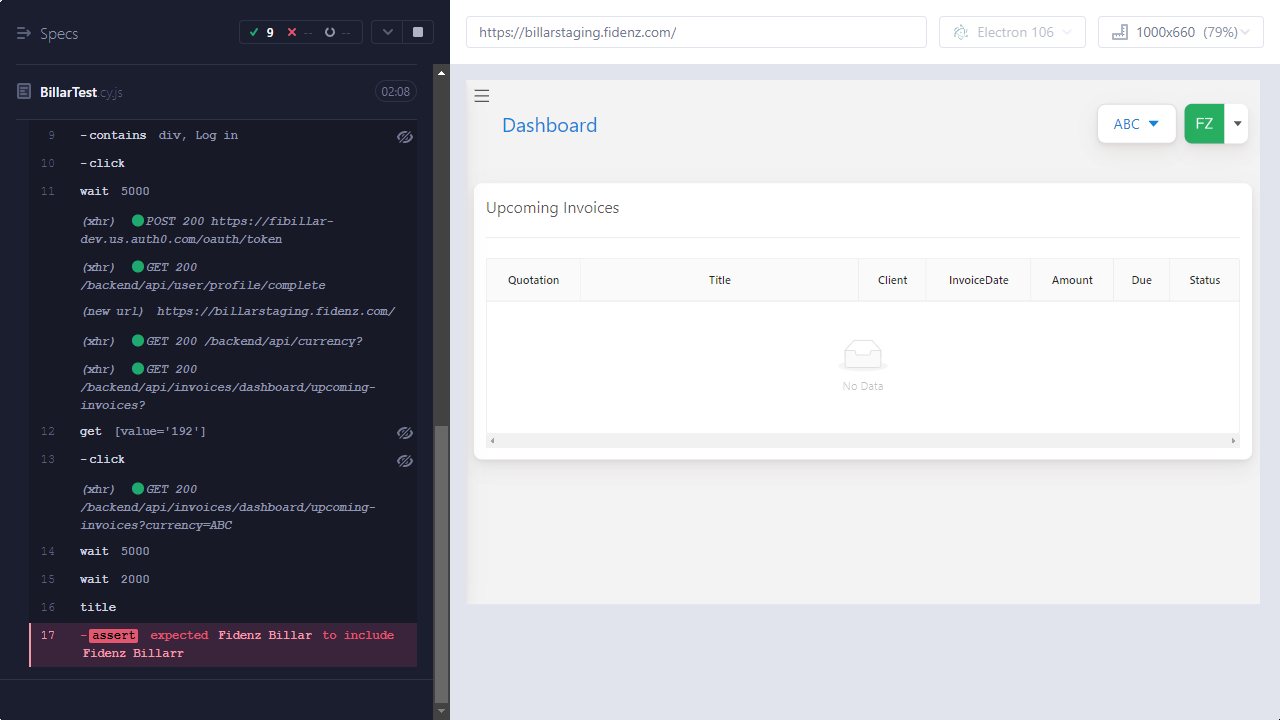 Specs
9
--
--
https://billarstaging.fidenz.com/
Electron 106
1000x660 (79%)
BillarTest.cy.js
02:08
9 -contains div, Log in
10 -click
11 wait 5000
(xhr) POST 200 https://fibillar-
dev.us.auth0.com/oauth/token
(xhr) GET 200
/backend/api/user/profile/complete
(new url) https://billarstaging.fidenz.com/
(xhr) GET 200 /backend/api/currency?
(xhr) GET 200
/backend/api/invoices/dashboard/upcoming-
invoices?
12 get [value='192']
13 -click
(xhr) GET 200
/backend/api/invoices/dashboard/upcoming-
invoices?currency=ABC
14 wait 5000
15 wait 2000
16 title
17 -assert expected Fidenz Billar to include
Fidenz Billarr
Dashboard
ABC
FZ
Upcoming Invoices
Quotation Title Client InvoiceDate Amount Due Status
No Data